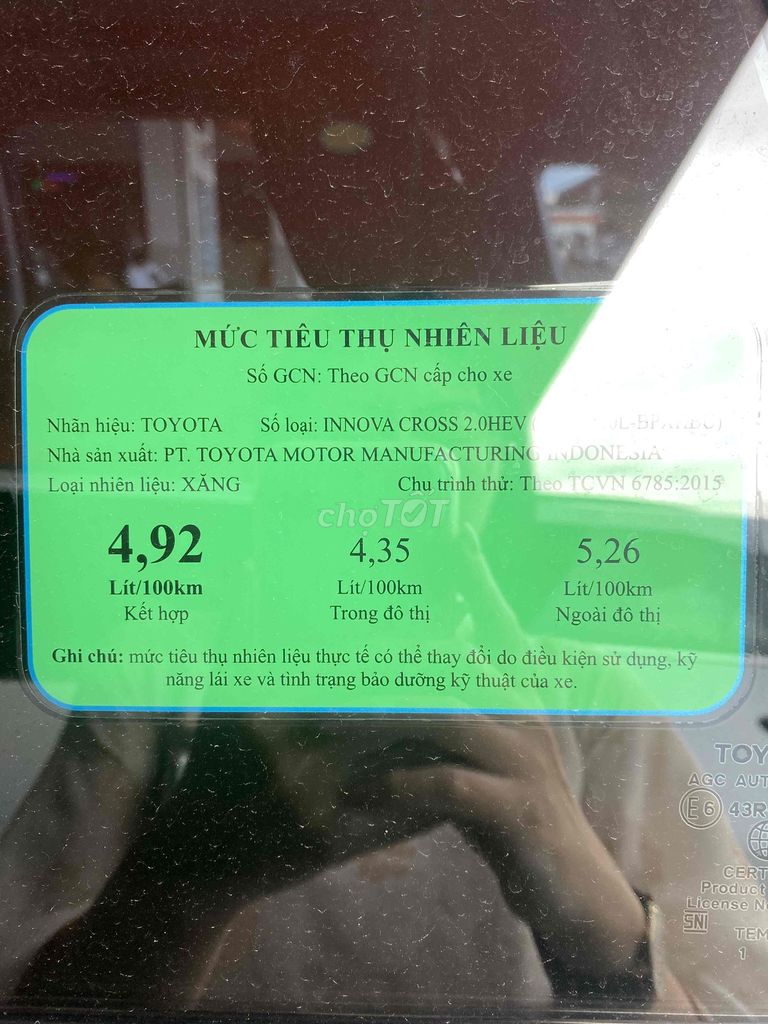 MỨC TIÊU THỤ NHIÊN LIỆU
Số GCN: Theo GCN cấp cho xe
Nhãn hiệu: TOYOTA Số loại: INNOVA CROSS 2.0HEV
Nhà sản xuất: PT. TOYOTA MOTOR MANUFACTURING INDONESIA
Loại nhiên liệu: XĂNG Chu trình thử: Theo TCVN 6785:2015
chợTỐT
4,92 4,35 5,26
Lít/100km Lít/100km Lít/100km
Kết hợp Trong đô thị Ngoài đô thị
Ghi chú: mức tiêu thụ nhiên liệu thực tế có thể thay đổi do điều kiện sử dụng, kỹ
năng lái xe và tình trạng bảo dưỡng kỹ thuật của xe.
TOY
AGC AUT
E6 43R
CERT
Product
License N
SNI TEM
1